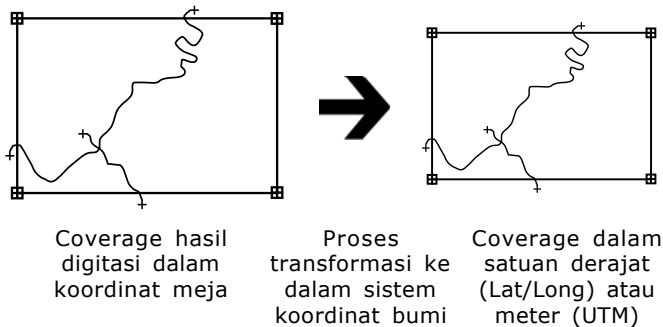 Coverage hasil
digitasi dalam
koordinat meja
Proses
transformasi ke
dalam sistem
koordinat bumi
Coverage dalam
satuan derajat
(Lat/Long) atau
meter (UTM)